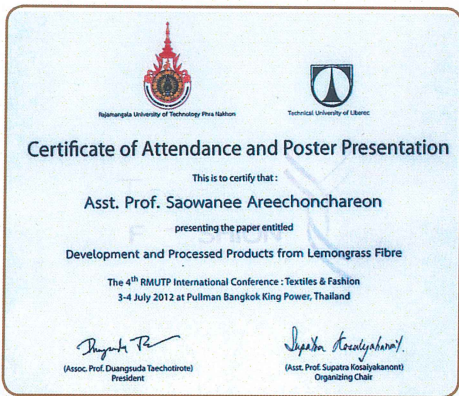 Rajamangala University of Technology Phra Nakhon
Technical University of Liberec
Certificate of Attendance and Poster Presentation
This is to certify that :
Asst. Prof. Saowanee Areechonchareon
presenting the paper entitled
Development and Processed Products from Lemongrass Fibre
The 4th RMUTP International Conference : Textiles & Fashion
3-4 July 2012 at Pullman Bangkok King Power, Thailand
(Assoc. Prof. Duangsuda Taechotirote)
President
(Asst. Prof. Supatra Kosaiyakanont)
Organizing Chair